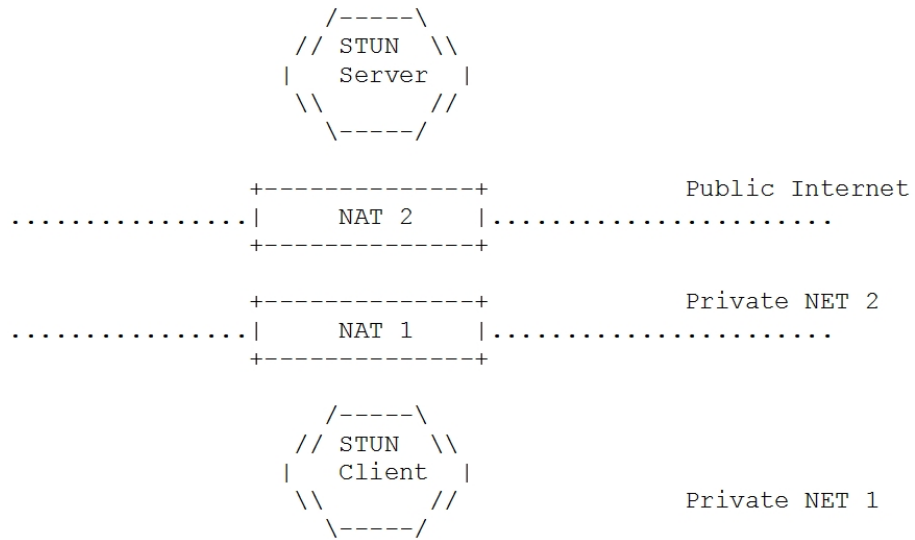 /-----\
// STUN \\
| Server |
\\ //
\-----/
+--------------+ Public Internet
................| NAT 2 |.......................
+--------------+
+--------------+ Private NET 2
................| NAT 1 |.......................
+--------------+
/-----\
// STUN \\
| Client |
\\ // Private NET 1
\-----/